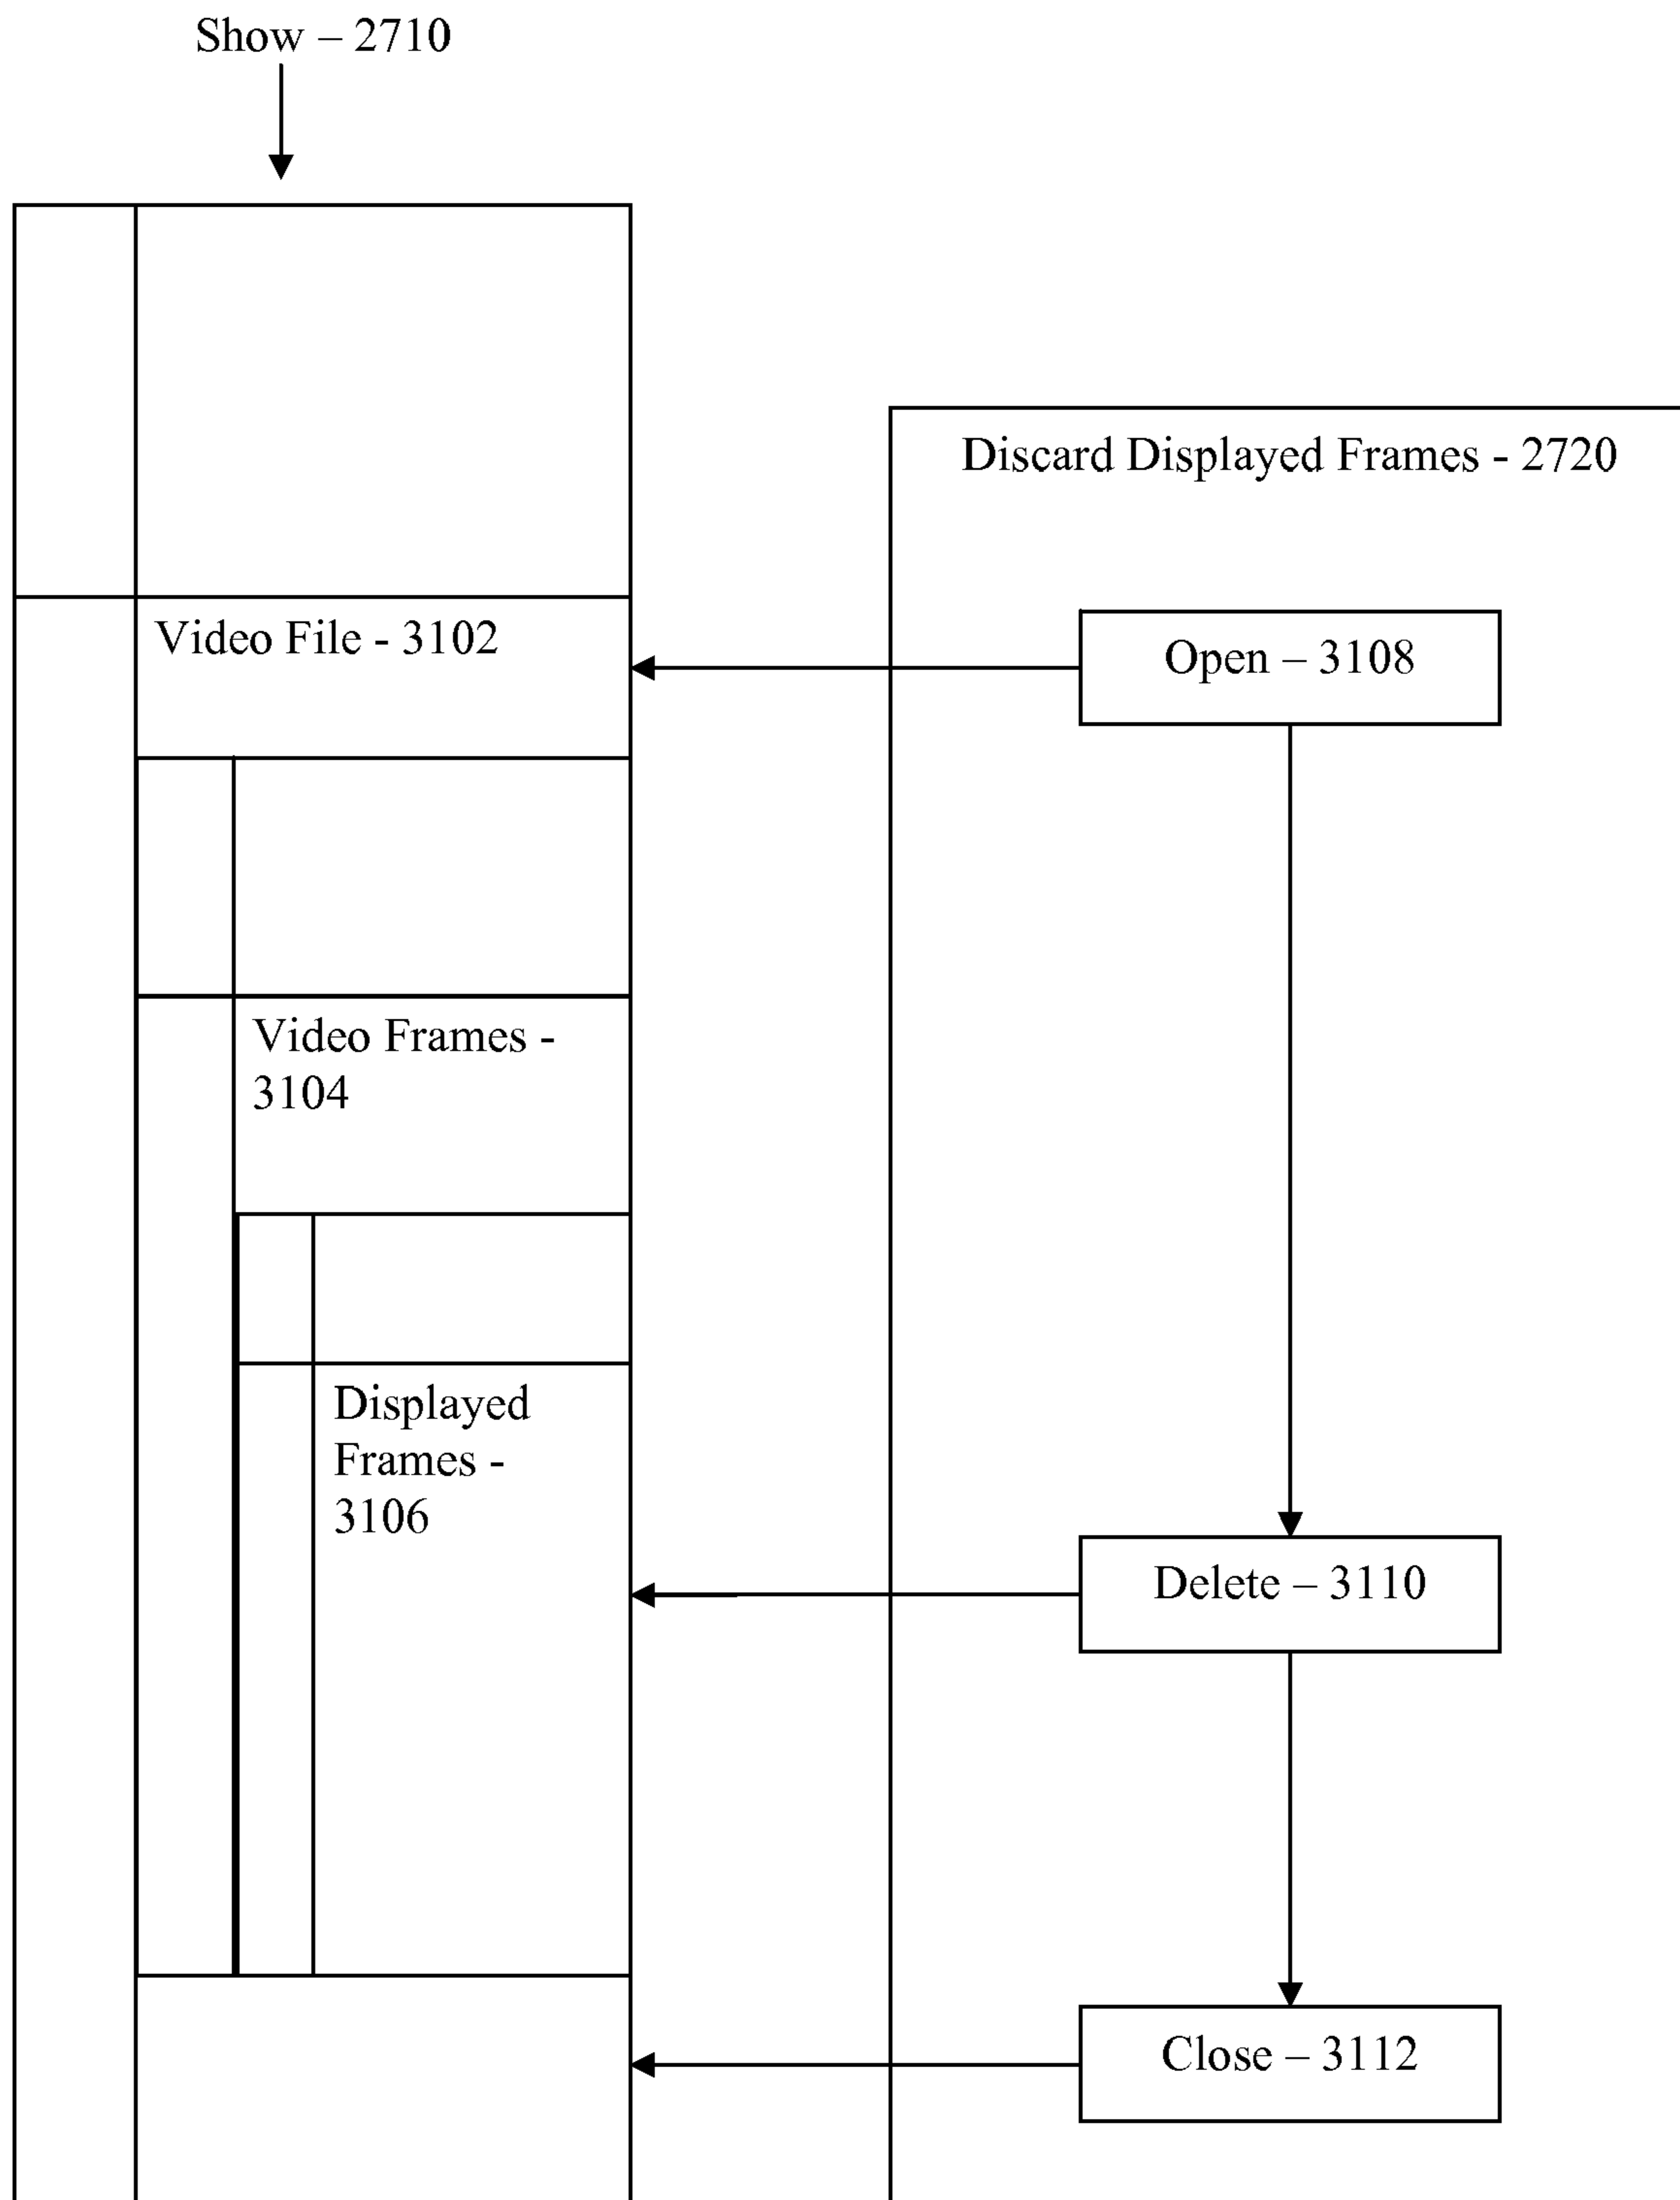 Show – 2710
Discard Displayed Frames - 2720
Video File - 3102
Open – 3108
Video Frames -
3104
Displayed
Frames -
3106
Delete – 3110
Close – 3112